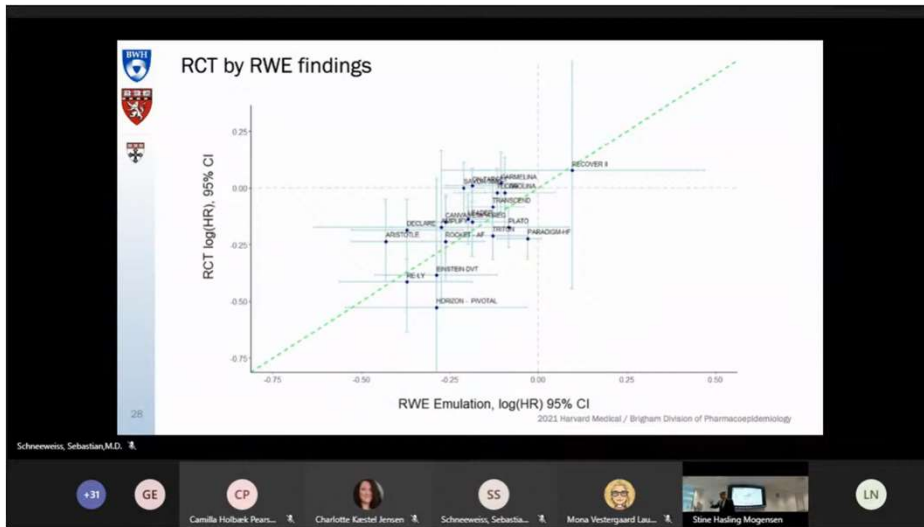 BWH
RCT by RWE findings
RCT log(HR), 95% CI
0.25
0.00
-0.25
-0.50
-0.75
RECOVER II
CARMELINA
TRANSCEND
LEADER
PLATO
DECLARE
ARISTOTLE
ROCKET - AF
TRITON
PARADIGM-HF
EINSTEIN-DVT
RE-LY
HORIZON - PIVOTAL
-0.75
-0.50
-0.25
0.00
0.25
0.50
RWE Emulation, log(HR) 95% CI
28
2021 Harvard Medical / Brigham Division of Pharmacoepidemiology
Schneeweiss, Sebastian,M.D.
+31
GE
CP
SS
LN
Camilla Holbæk Pears...
Charlotte Kæstel Jensen
Schneeweiss, Sebastia...
Mona Vestergaard Lau...
Stine Hasling Mogensen